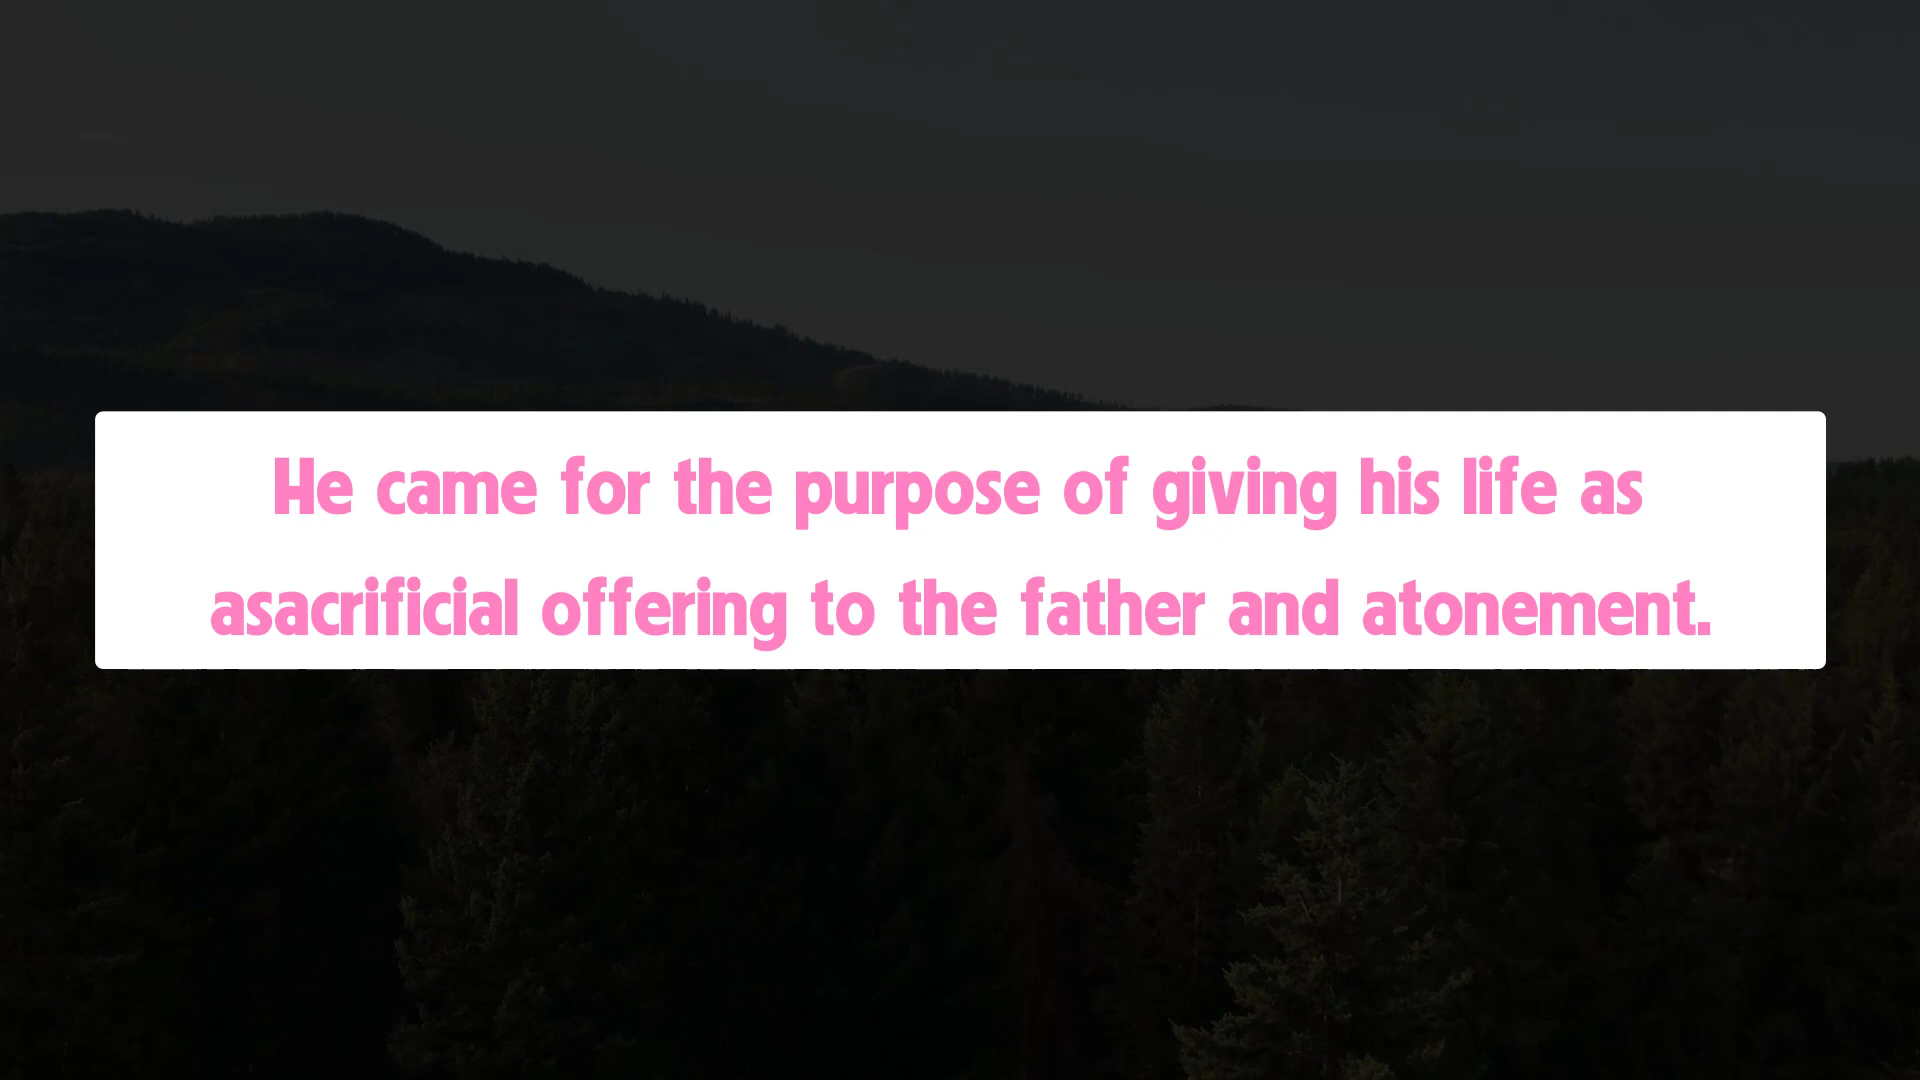 He came for the purpose of giving his life as
asacrificial offering to the father and atonement.